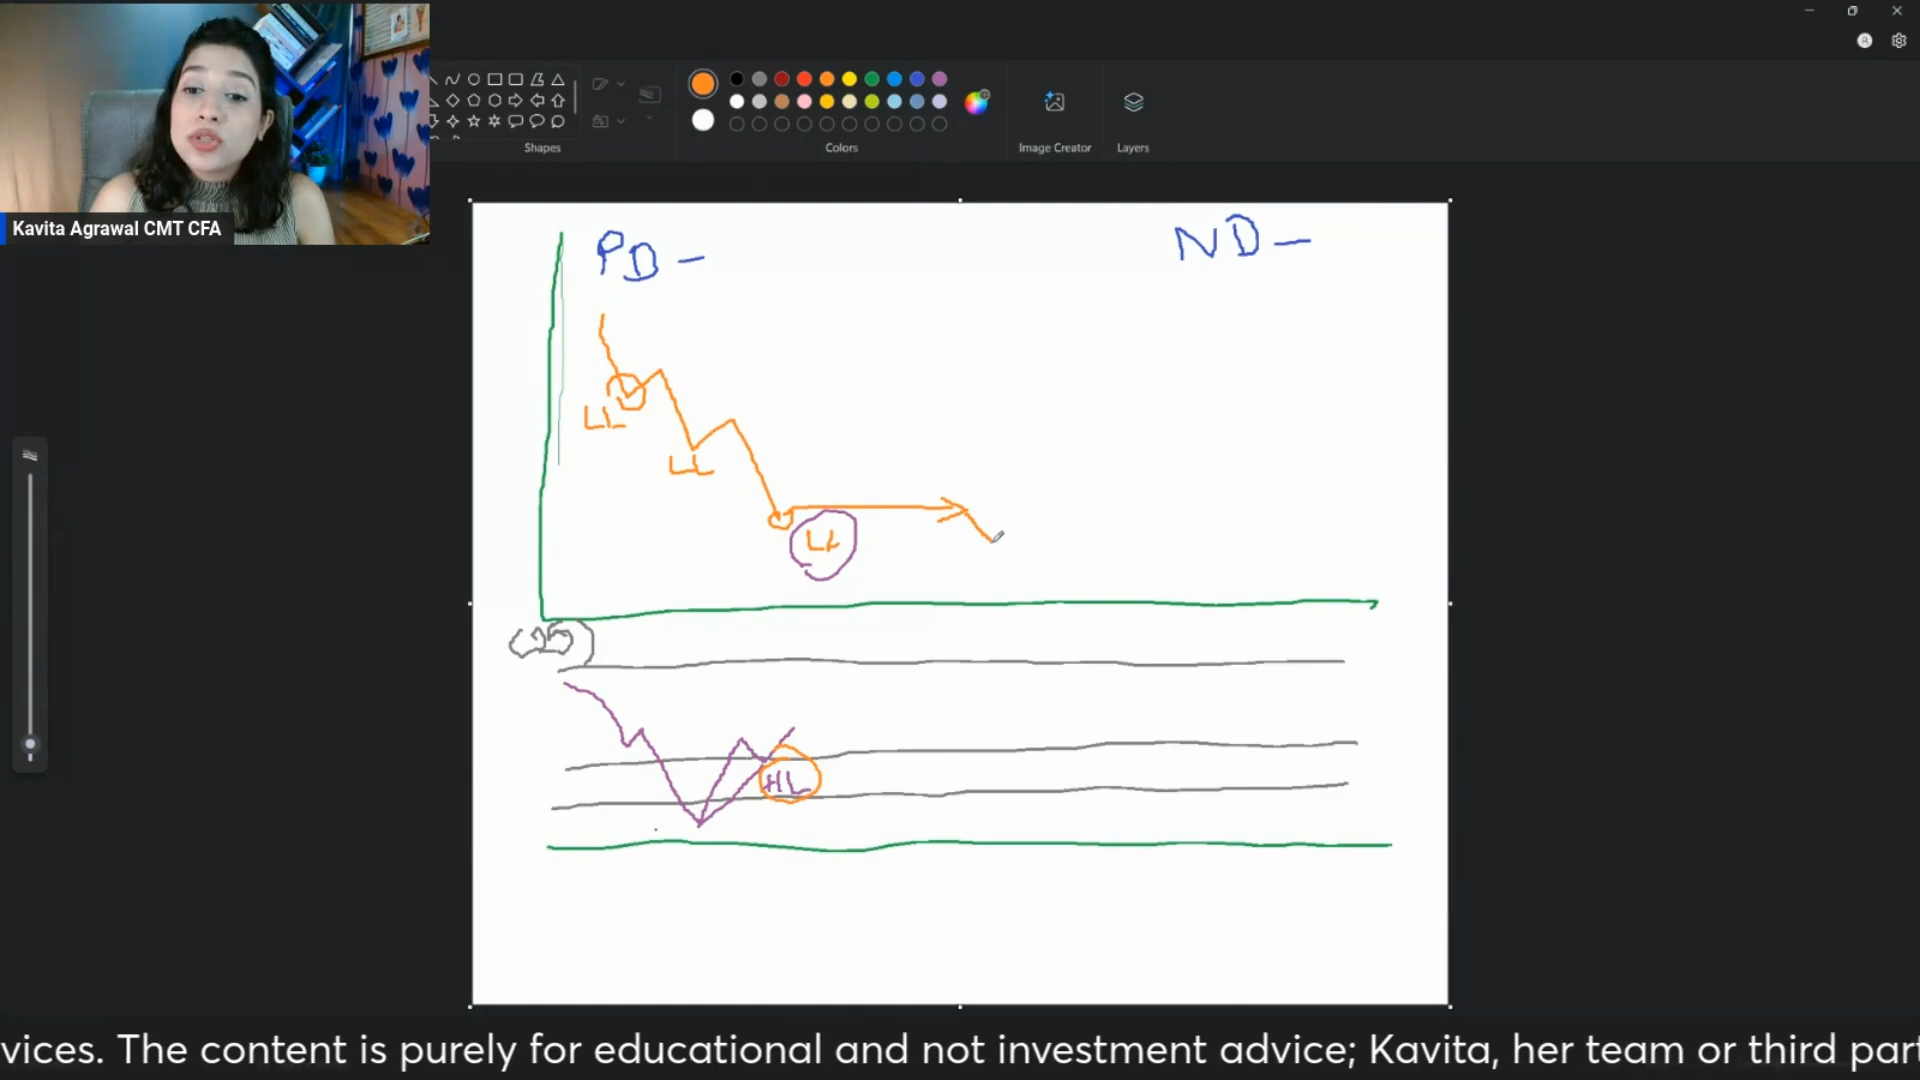 Kavita Agrawal CMT CFA
Shapes
Colors
Image Creator
Layers
PD -
ND -
LL
LL
LL
HL
vices. The content is purely for educational and not investment advice; Kavita, her team or third part